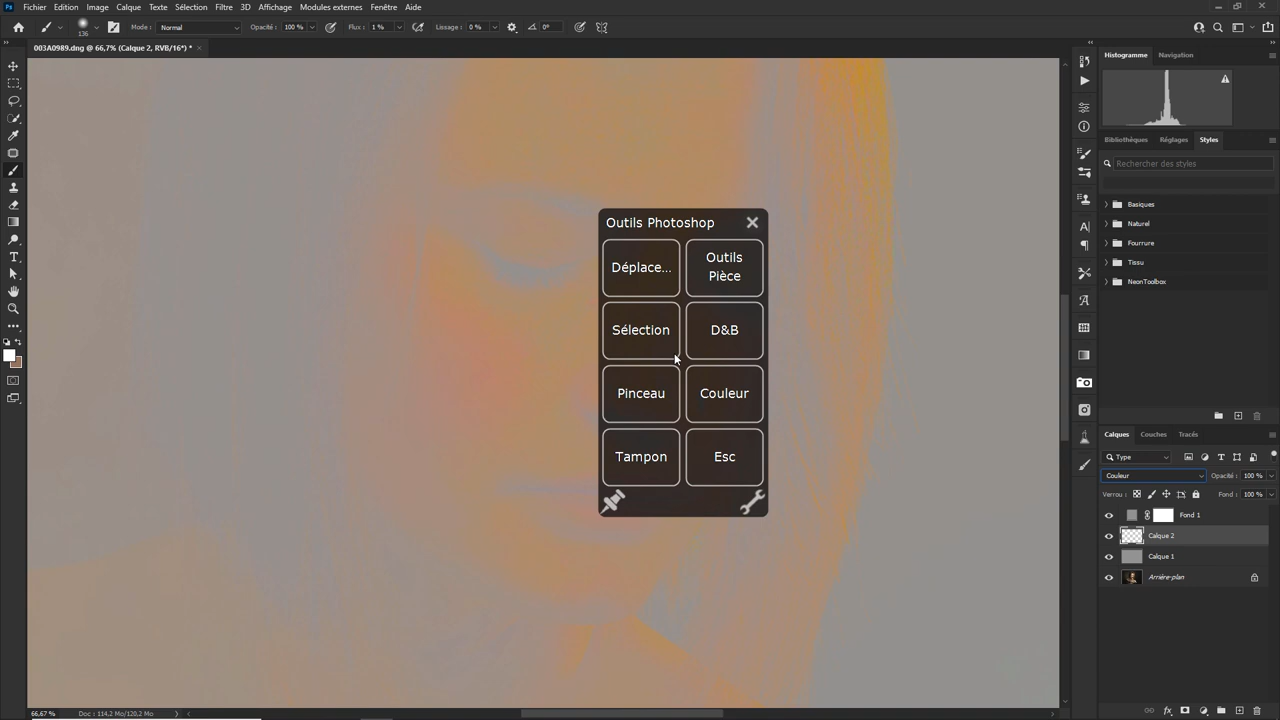 Fichier Edition Image Calque Texte Sélection Filtre 3D Affichage Modules externes Fenêtre Aide
136 Mode : Normal Opacité : 100 % Flux : 1 % Lissage : 0 % 0°
003A0989.dng @ 66,7% (Calque 2, RVB/16*) *
Histogramme Navigation
Bibliothèques Réglages Styles
Rechercher des styles
Basiques
Naturel
Fourrure
Tissu
NeonToolbox
Outils Photoshop
Déplace...
Outils
Pièce
Sélection
D&B
Pinceau
Couleur
Tampon
Esc
Calques Couches Tracés
Type
Couleur Opacité : 100 %
Verrou : Fond : 100 %
Fond 1
Calque 2
Calque 1
Arrière-plan
66,67 % Doc : 114,2 Mo/120,2 Mo